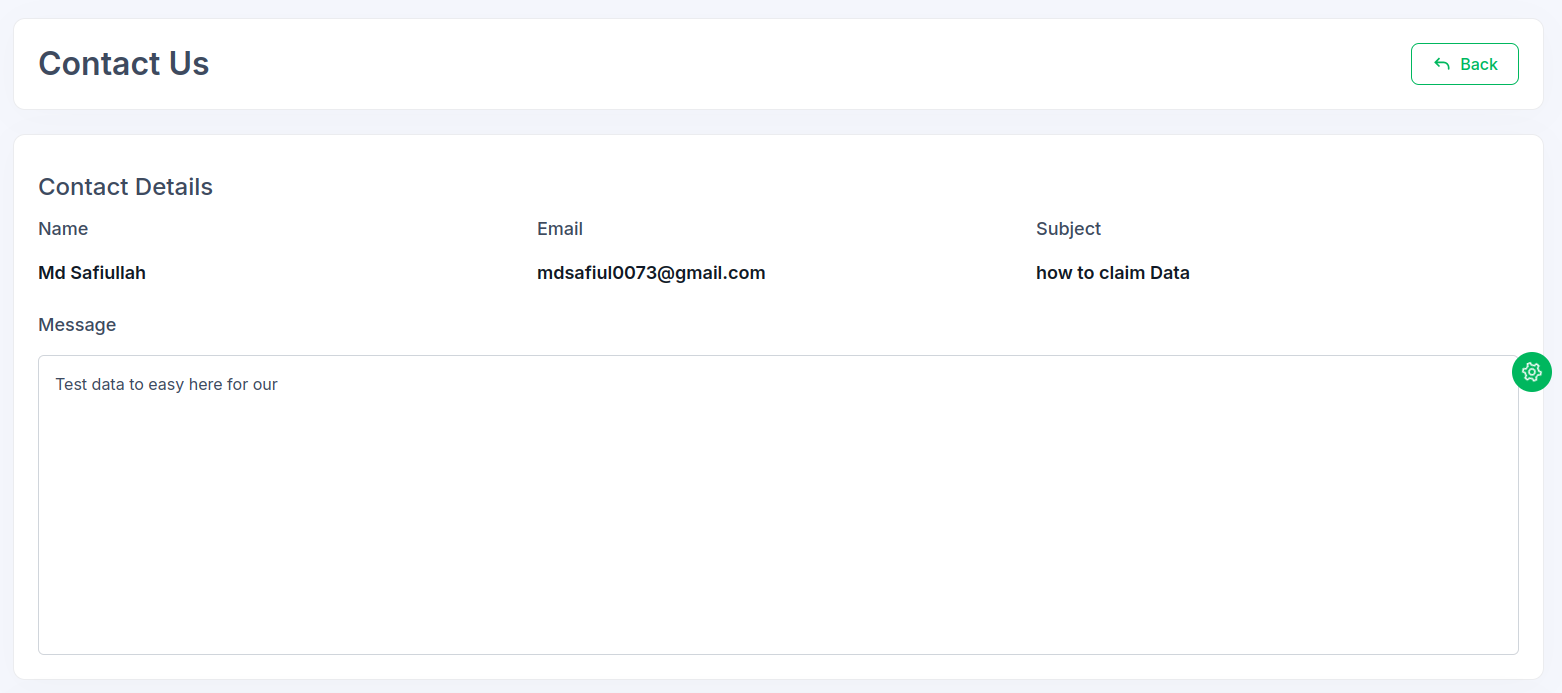 Contact Us
Back
Contact Details
Name
Email
Subject
Md Safiullah
mdsafiul0073@gmail.com
how to claim Data
Message
Test data to easy here for our